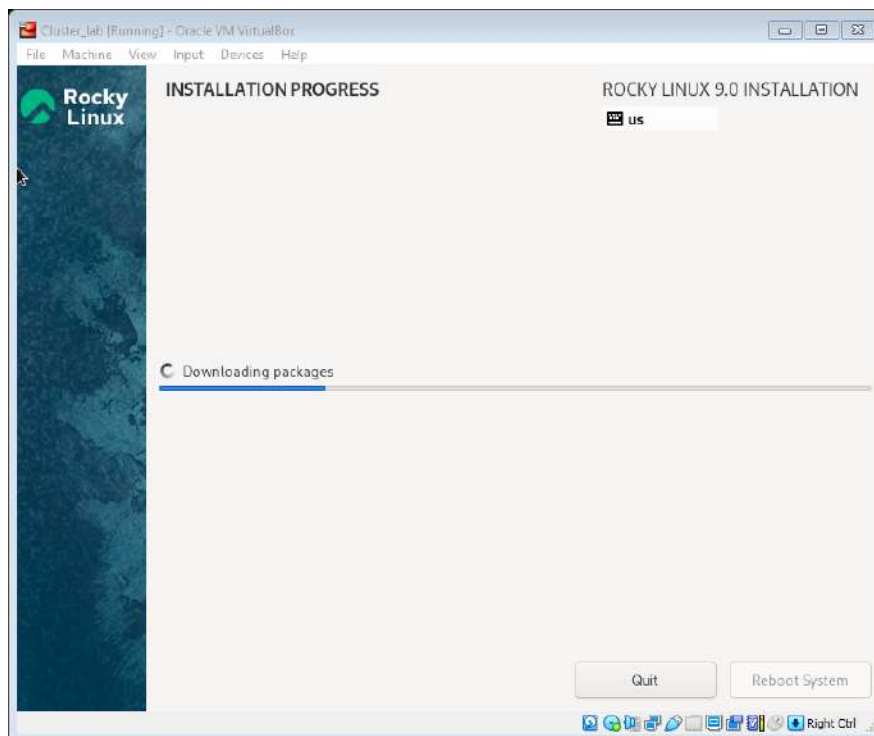 Cluster_lab [Running] - Oracle VM VirtualBox
File Machine View Input Devices Help
Rocky
Linux
INSTALLATION PROGRESS
ROCKY LINUX 9.0 INSTALLATION
us
Downloading packages
Quit
Reboot System
Right Ctrl